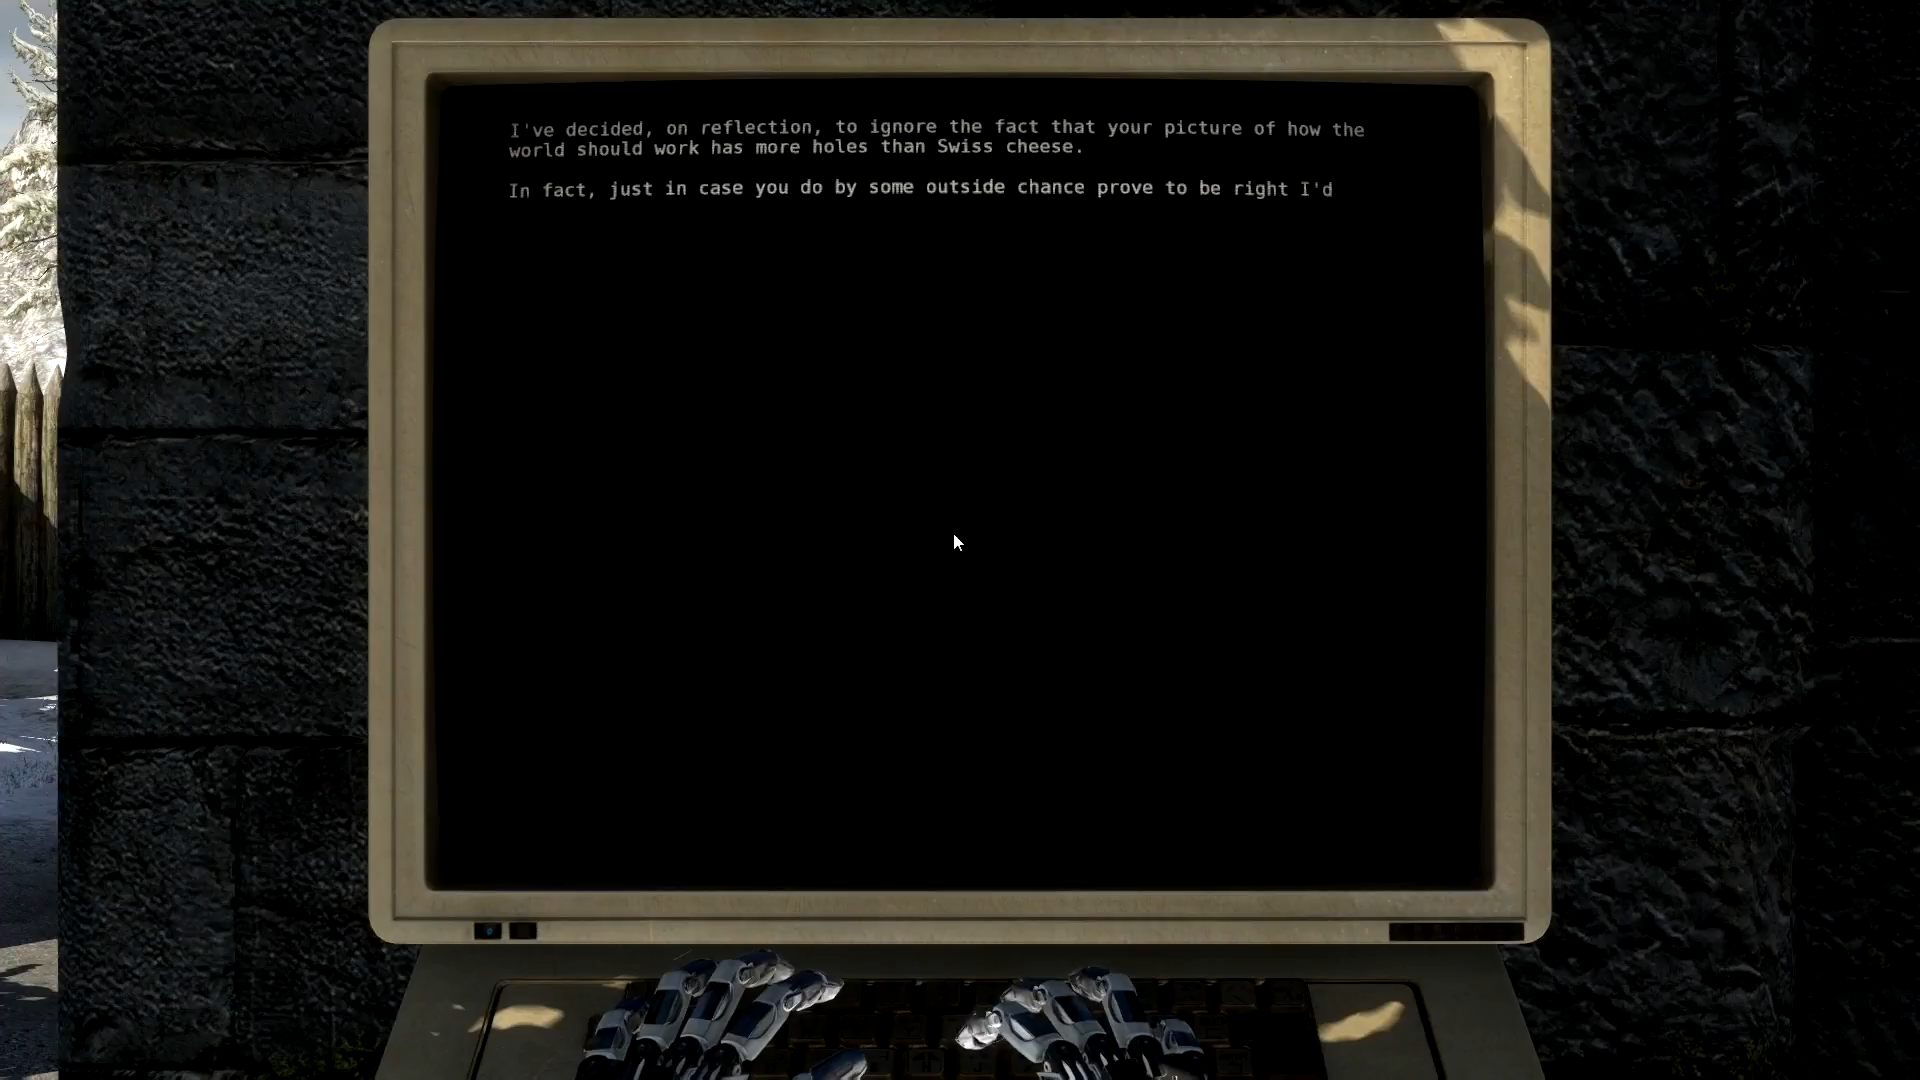 I've decided, on reflection, to ignore the fact that your picture of how the
world should work has more holes than Swiss cheese.
In fact, just in case you do by some outside chance prove to be right I'd